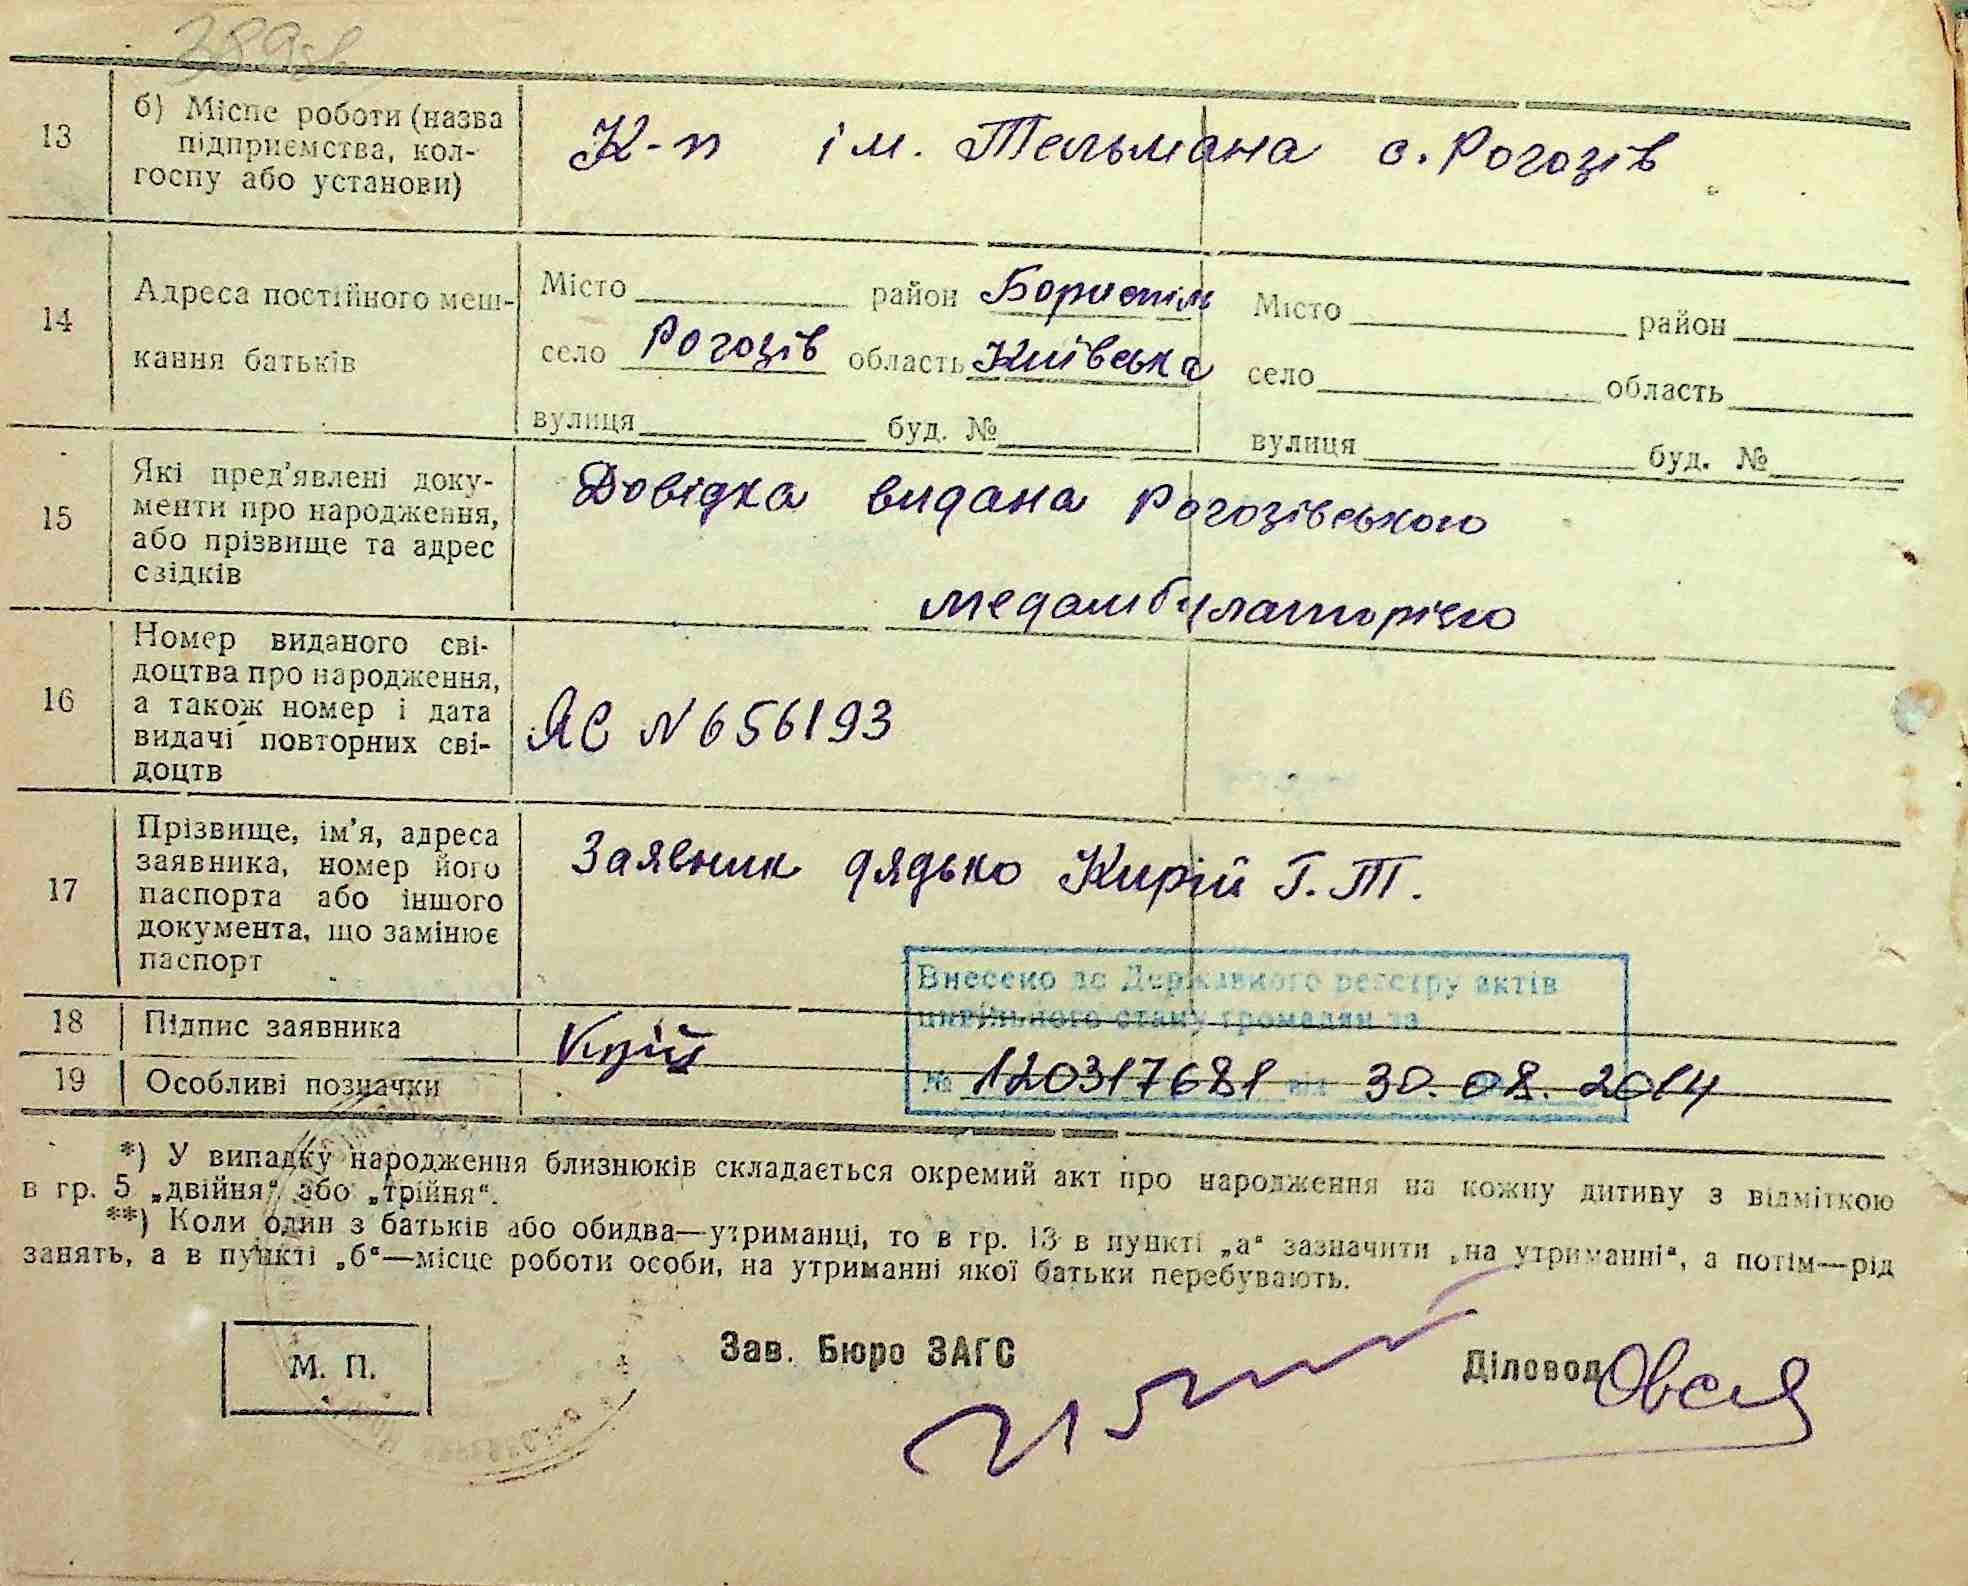 13
б) Місце роботи (назва
підприємства, кол-
госпу або установи)
К-п ім. Тельмана с. Рогозів
14
Адреса постійного меш-
кання батьків
Місто район Бориспіль
село Рогозів область Київська
вулиця буд. №
Місто район
село область
вулиця буд. №
15
Які пред'явлені доку-
менти про народження,
або прізвище та адрес
свідків
Довідка видана Рогозівською
медамбулаторією
16
Номер виданого сві-
доцтва про народження,
а також номер і дата
видачі повторних сві-
доцтв
ЯС N 656193
17
Прізвище, ім'я, адреса
заявника, номер його
паспорта або іншого
документа, що замінює
паспорт
Заявник дядько Кирій Г. Т.
Внесено до Державного реєстру актів
цивільного стану громадян за
№ 120317681 від 30.08.2014
18
Підпис заявника
19
Особливі позначки
*) У випадку народження близнюків складається окремий акт про народження на кожну дитину з відміткою
в гр. 5 „двійня“ або „трійня“.
**) Коли один з батьків або обидва—утриманці, то в гр. 13 в пункті „а“ зазначити „на утриманні“, а потім—рід
занять, а в пункті „б“—місце роботи особи, на утриманні якої батьки перебувають.
М. П.
Зав. Бюро ЗАГС
Діловод